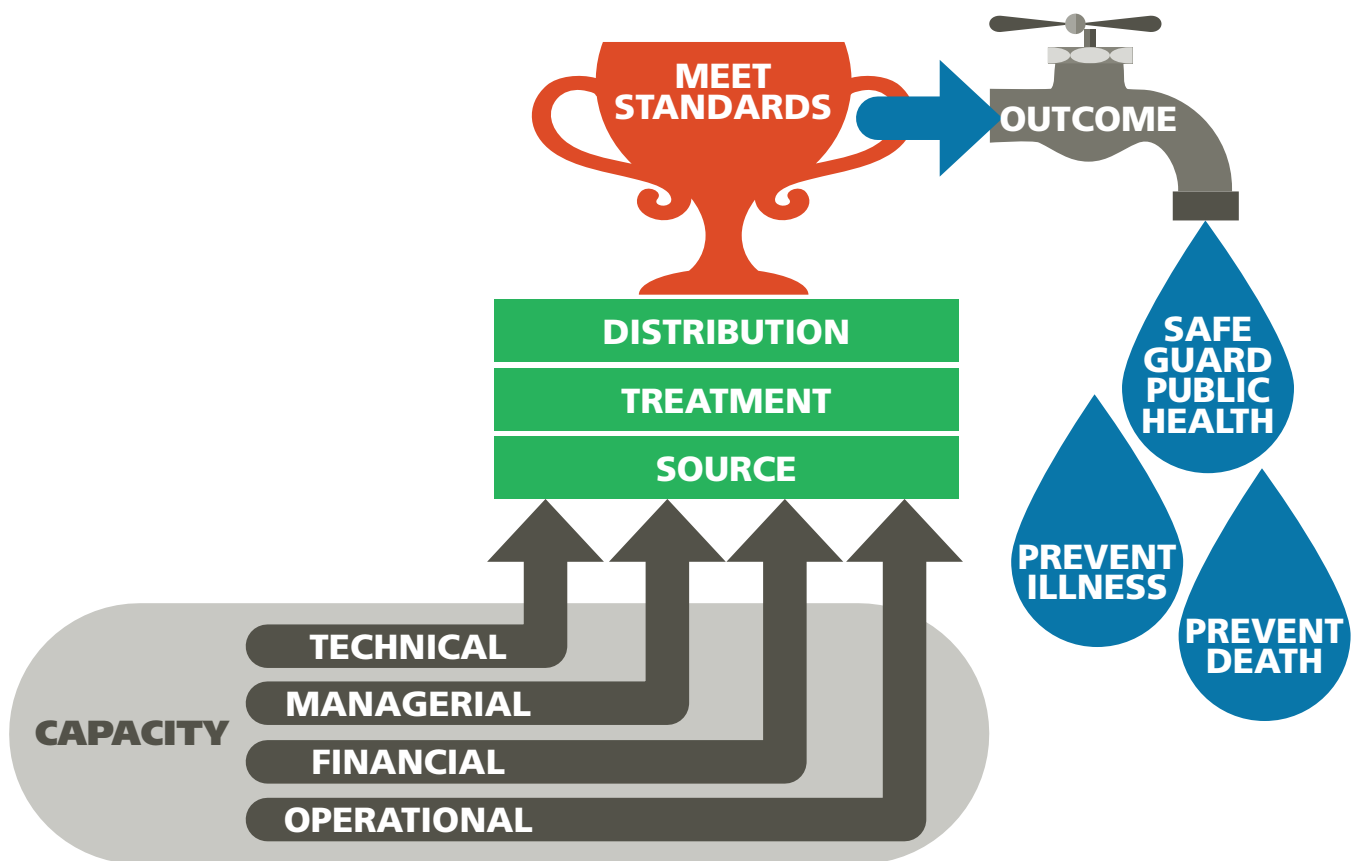 MEET
STANDARDS
OUTCOME
DISTRIBUTION
TREATMENT
SOURCE
SAFE
GUARD
PUBLIC
HEALTH
PREVENT
ILLNESS
PREVENT
DEATH
CAPACITY
TECHNICAL
MANAGERIAL
FINANCIAL
OPERATIONAL